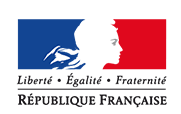 Liberté • Égalité • Fraternité
RÉPUBLIQUE FRANÇAISE